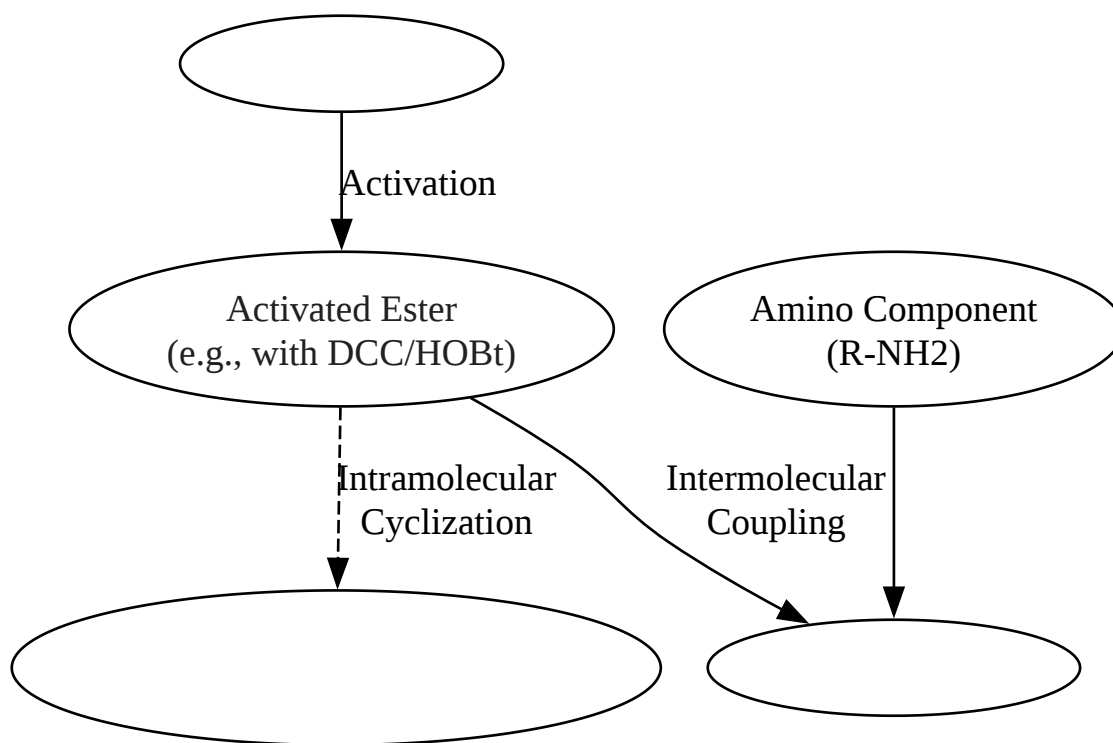 Activation
Activated Ester
(e.g., with DCC/HOBt)
Amino Component
(R-NH2)
Intramolecular
Cyclization
Intermolecular
Coupling